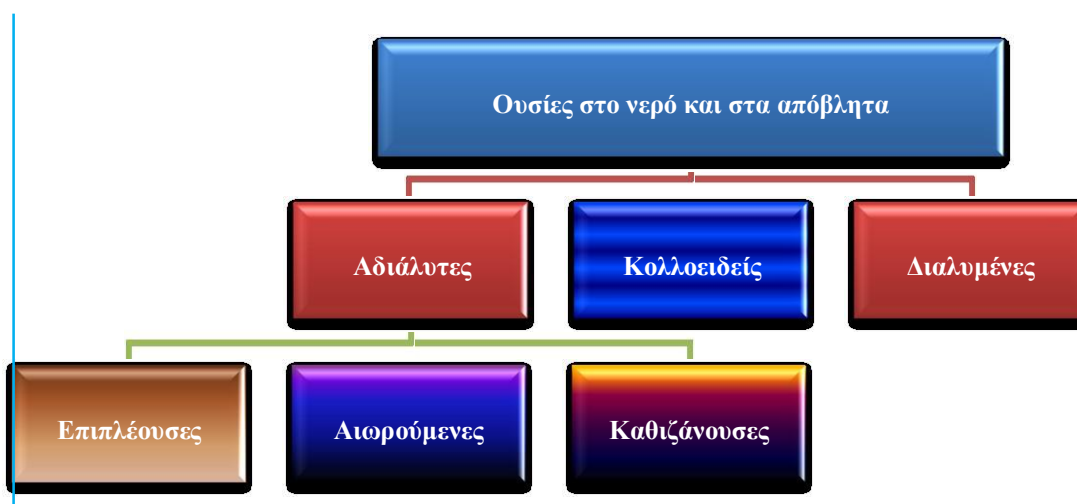 Ουσίες στο νερό και στα απόβλητα
Αδιάλυτες
Κολλοειδείς
Διαλυμένες
Επιπλέουσες
Αιωρούμενες
Καθιζάνουσες